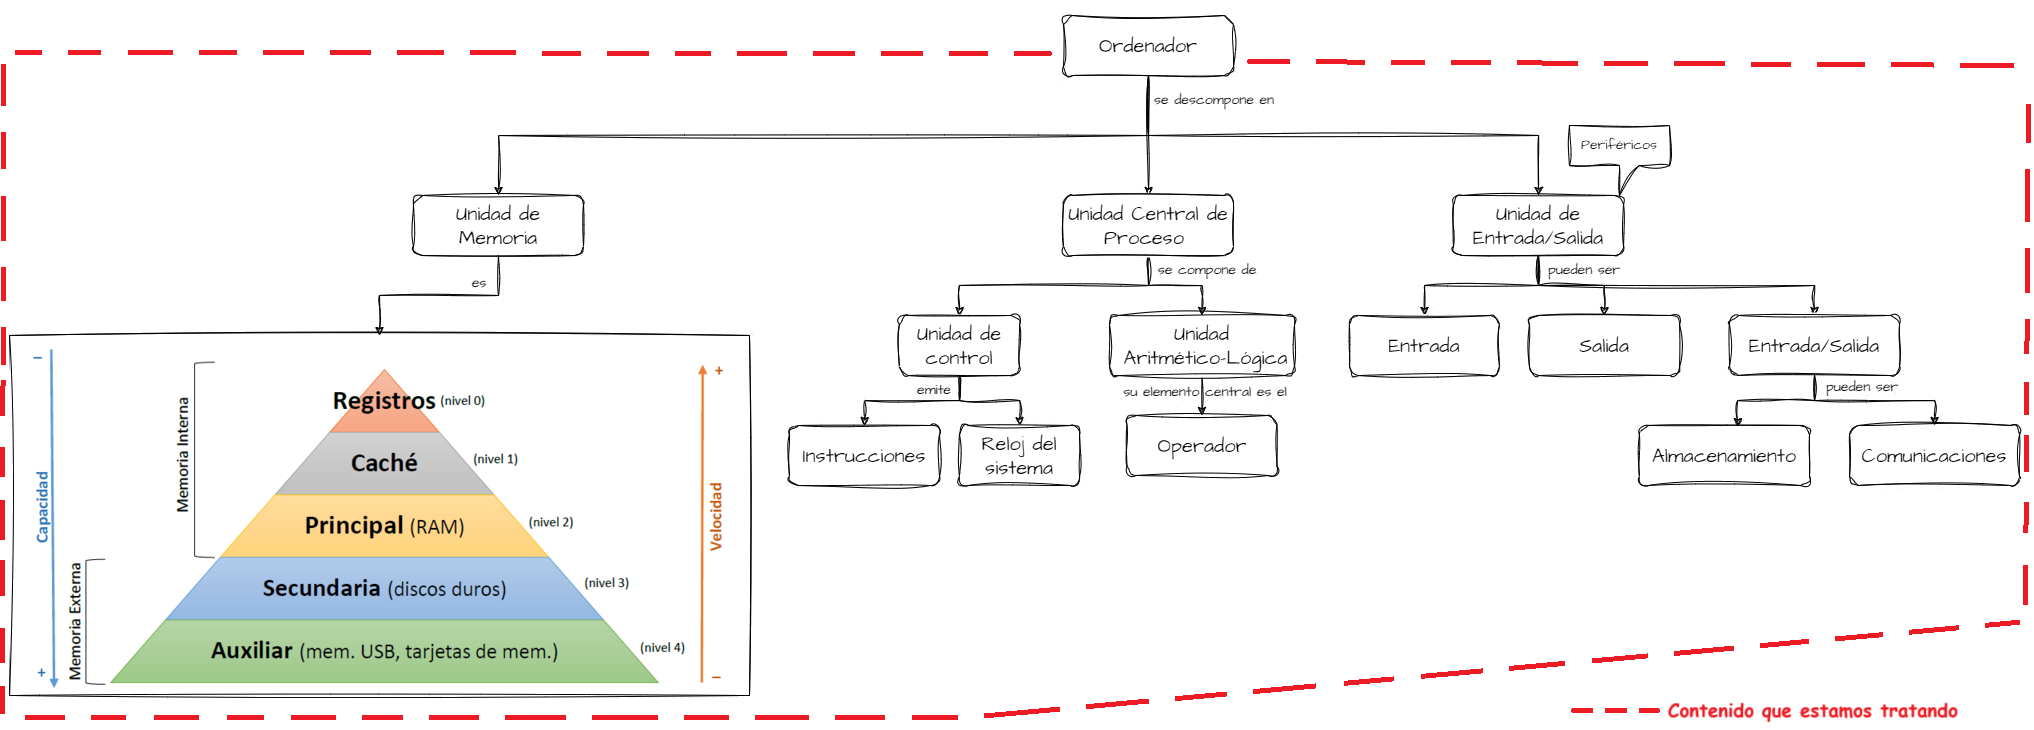 Ordenador
se descompone en
Periféricos
Unidad de
Memoria
Unidad Central de
Proceso
Unidad de
Entrada/Salida
es
se compone de
pueden ser
Unidad de
control
Unidad
Aritmético-Lógica
Entrada
Salida
Entrada/Salida
emite
su elemento central es el
pueden ser
Instrucciones
Reloj del
sistema
Operador
Almacenamiento
Comunicaciones
−
Capacidad
+
Memoria Interna
Memoria Externa
Registros (nivel 0)
Caché (nivel 1)
Principal (RAM) (nivel 2)
Secundaria (discos duros) (nivel 3)
Auxiliar (mem. USB, tarjetas de mem.) (nivel 4)
+
Velocidad
−
Contenido que estamos tratando